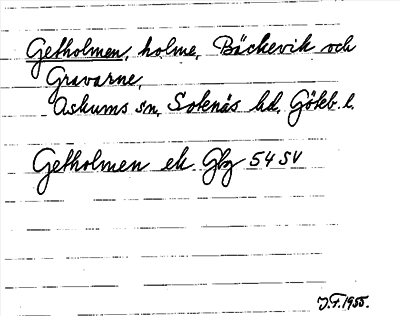 Getholmen, holme, Bäckevik och
Gravarne,
Askums sn, Sotenäs hd, Göteb. l.
Getholmen ek. Gbg 54 SV
J.F. 1955.